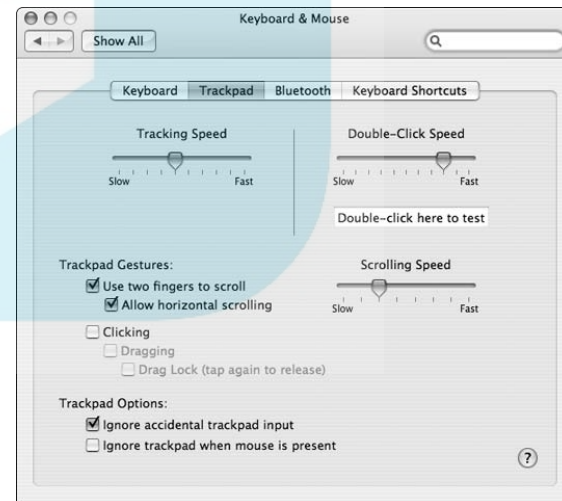 Keyboard & Mouse
Show All
Keyboard Trackpad Bluetooth Keyboard Shortcuts
Tracking Speed Double-Click Speed
Slow Fast Slow Fast
Double-click here to test
Trackpad Gestures: Scrolling Speed
Use two fingers to scroll
Allow horizontal scrolling Slow Fast
Clicking
Dragging
Drag Lock (tap again to release)
Trackpad Options:
Ignore accidental trackpad input
Ignore trackpad when mouse is present
?